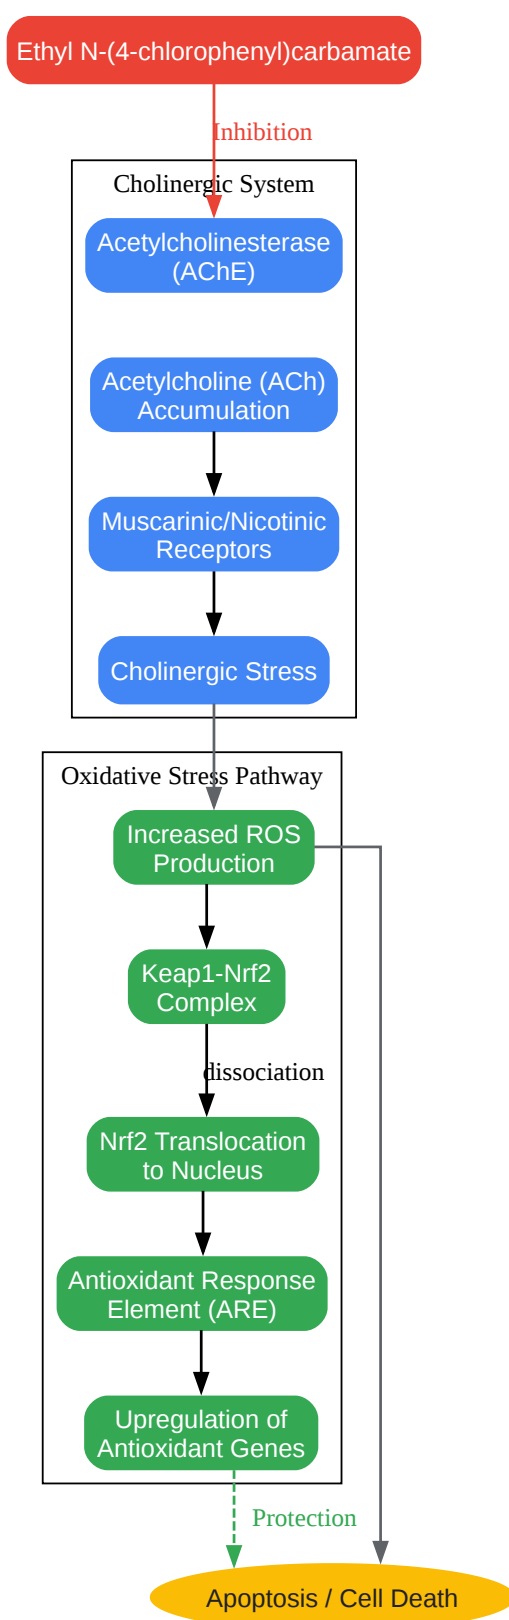 Ethyl N-(4-chlorophenyl)carbamate
Inhibition
Cholinergic System
Acetylcholinesterase
(AChE)
Acetylcholine (ACh)
Accumulation
Muscarinic/Nicotinic
Receptors
Cholinergic Stress
Oxidative Stress Pathway
Increased ROS
Production
Keap1-Nrf2
Complex
dissociation
Nrf2 Translocation
to Nucleus
Antioxidant Response
Element (ARE)
Upregulation of
Antioxidant Genes
Protection
Apoptosis / Cell Death